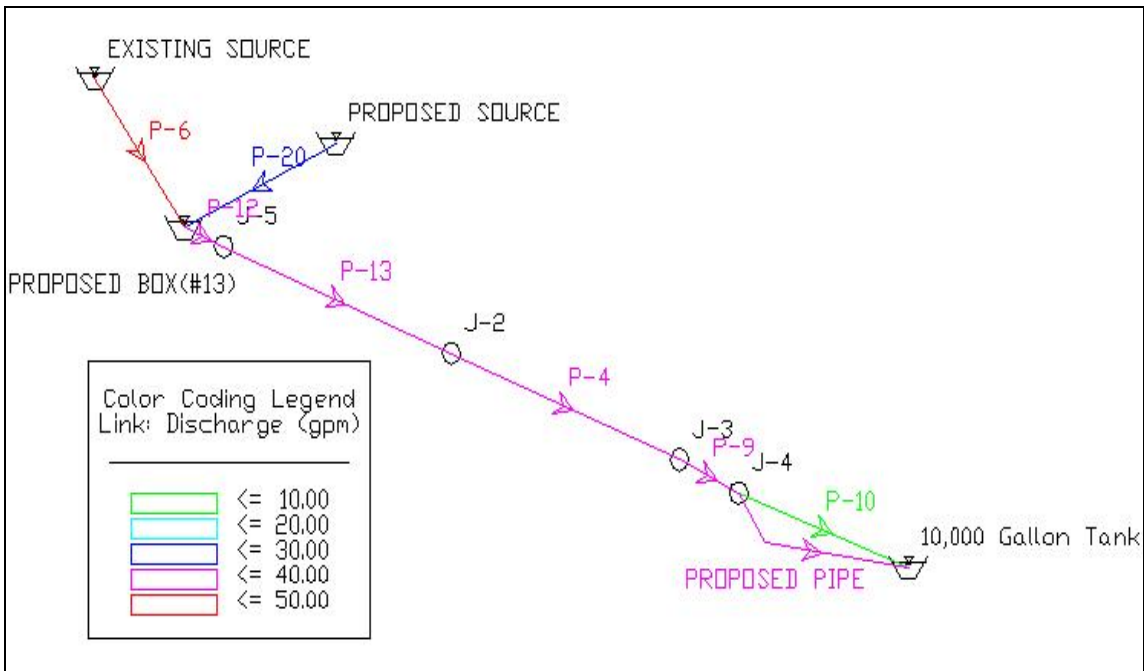 EXISTING SOURCE
PROPOSED SOURCE
P-6
P-20
P-12
J-5
PROPOSED BOX(#13)
P-13
J-2
P-4
J-3
P-9
J-4
P-10
10,000 Gallon Tank
PROPOSED PIPE
Color Coding Legend
Link: Discharge (gpm)
<= 10.00
<= 20.00
<= 30.00
<= 40.00
<= 50.00